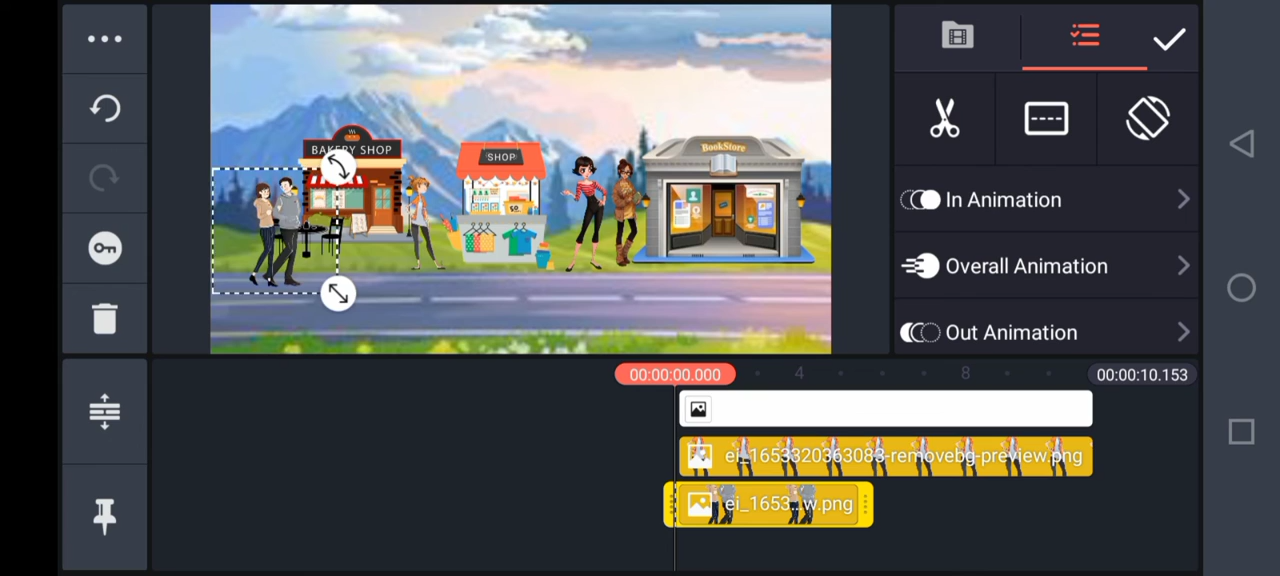 BAKERY SHOP
SHOP
BookStore
In Animation
Overall Animation
Out Animation
00:00:00.000
4
8
00:00:10.153
ei_1653320363083-removebg-preview.png
ei_1653...w.png